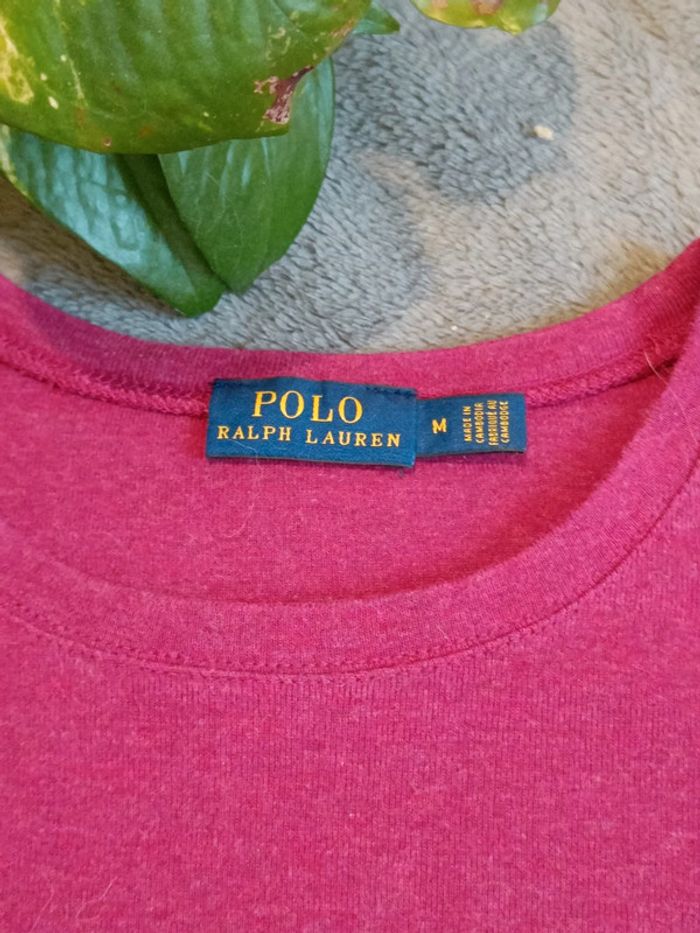 POLO
RALPH LAUREN
M
MADE IN
CAMBODIA
FABRIQUÉ AU
CAMBODGE